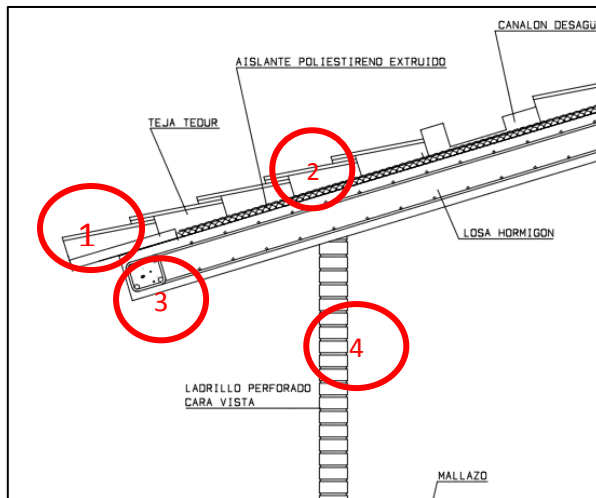 CANALON DESAGÜ
AISLANTE POLIESTIRENO EXTRUIDO
TEJA TEDUR
2
1
LOSA HORMIGON
3
4
LADRILLO PERFORADO
CARA VISTA
MALLAZO